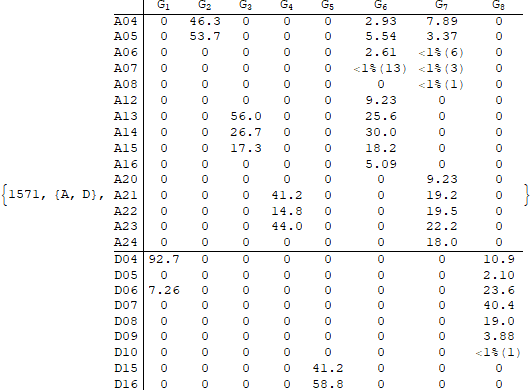 G₁ G₂ G₃ G₄ G₅ G₆ G₇ G₈
A04 0 46.3 0 0 0 2.93 7.89 0
A05 0 53.7 0 0 0 5.54 3.37 0
A06 0 0 0 0 0 2.61 <1%(6) 0
A07 0 0 0 0 0 <1%(13) <1%(3) 0
A08 0 0 0 0 0 0 <1%(1) 0
A12 0 0 0 0 0 9.23 0 0
A13 0 0 56.0 0 0 25.6 0 0
A14 0 0 26.7 0 0 30.0 0 0
A15 0 0 17.3 0 0 18.2 0 0
A16 0 0 0 0 0 5.09 0 0
A20 0 0 0 0 0 0 9.23 0
{1571, {A, D}, A21 0 0 0 41.2 0 0 19.2 0 }
A22 0 0 0 14.8 0 0 19.5 0
A23 0 0 0 44.0 0 0 22.2 0
A24 0 0 0 0 0 0 18.0 0
D04 92.7 0 0 0 0 0 0 10.9
D05 0 0 0 0 0 0 0 2.10
D06 7.26 0 0 0 0 0 0 23.6
D07 0 0 0 0 0 0 0 40.4
D08 0 0 0 0 0 0 0 19.0
D09 0 0 0 0 0 0 0 3.88
D10 0 0 0 0 0 0 0 <1%(1)
D15 0 0 0 0 41.2 0 0 0
D16 0 0 0 0 58.8 0 0 0